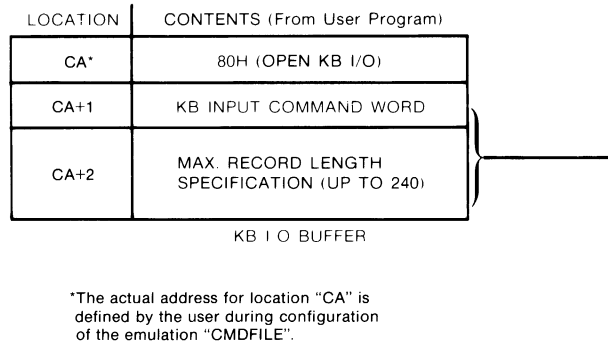 LOCATION CONTENTS (From User Program)
CA* 80H (OPEN KB I/O)
CA+1 KB INPUT COMMAND WORD
CA+2 MAX. RECORD LENGTH
SPECIFICATION (UP TO 240)
KB I O BUFFER
*The actual address for location “CA” is
defined by the user during configuration
of the emulation “CMDFILE”.